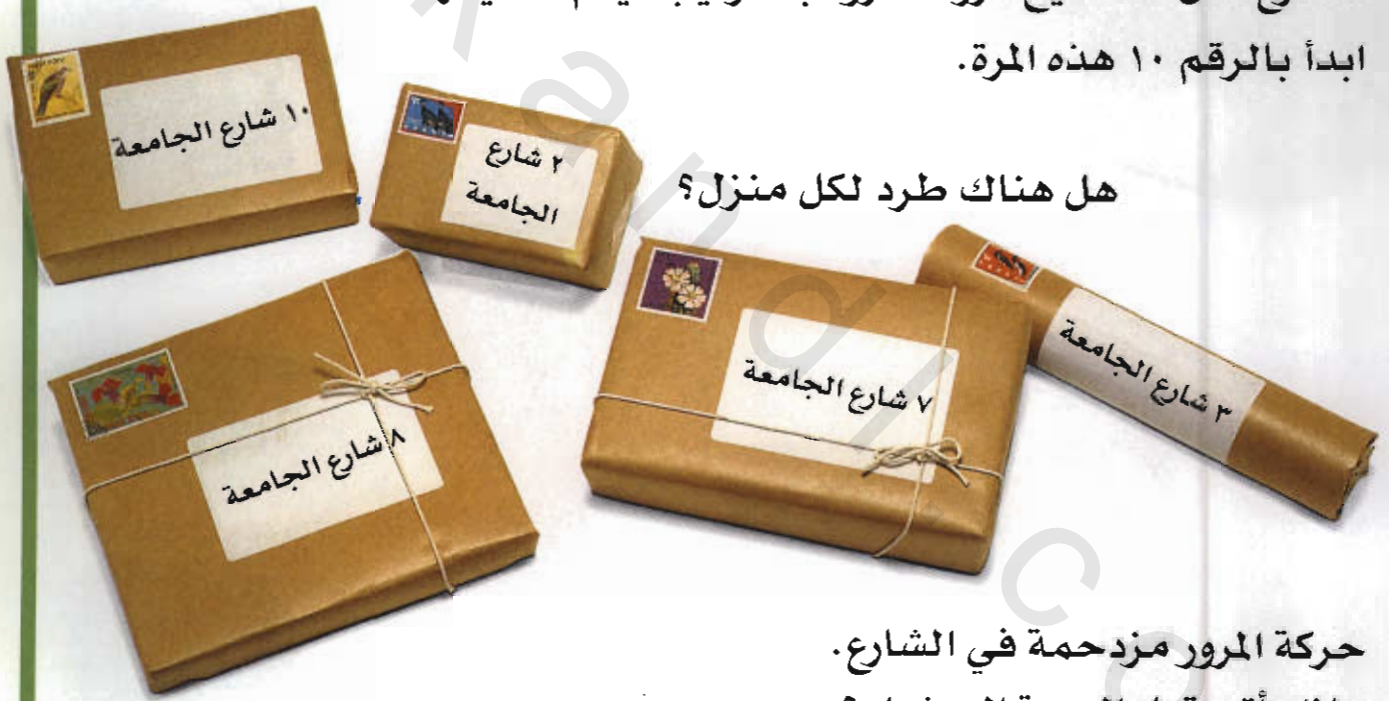 ابدأ بالرقم ١٠ هذه المرة.
١٠ شارع الجامعة
٢ شارع
الجامعة
هل هناك طرد لكل منزل؟
٣ شارع الجامعة
٧ شارع الجامعة
٨ شارع الجامعة
حركة المرور مزدحمة في الشارع.